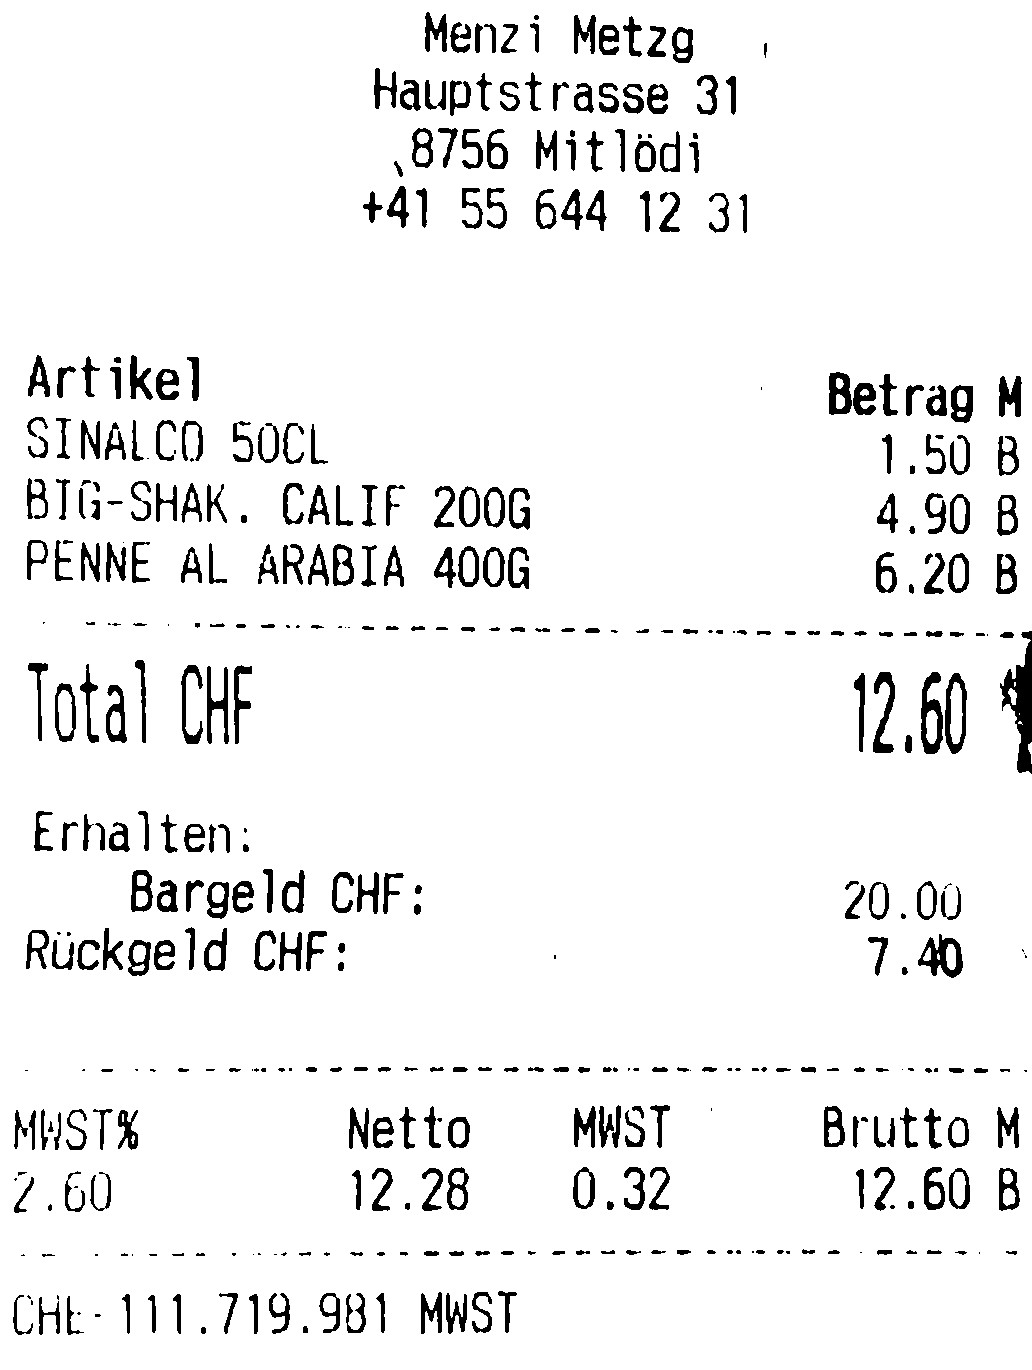 Menzi Metzg
Hauptstrasse 31
8756 Mitlödi
+41 55 644 12 31
Artikel Betrag M
SINALCO 50CL 1.50 B
BIG-SHAK. CALIF 200G 4.90 B
PENNE AL ARABIA 400G 6.20 B
Total CHF 12.60
Erhalten:
Bargeld CHF: 20.00
Rückgeld CHF: 7.40
MWST% Netto MWST Brutto M
2.60 12.28 0.32 12.60 B
CHE-111.719.981 MWST